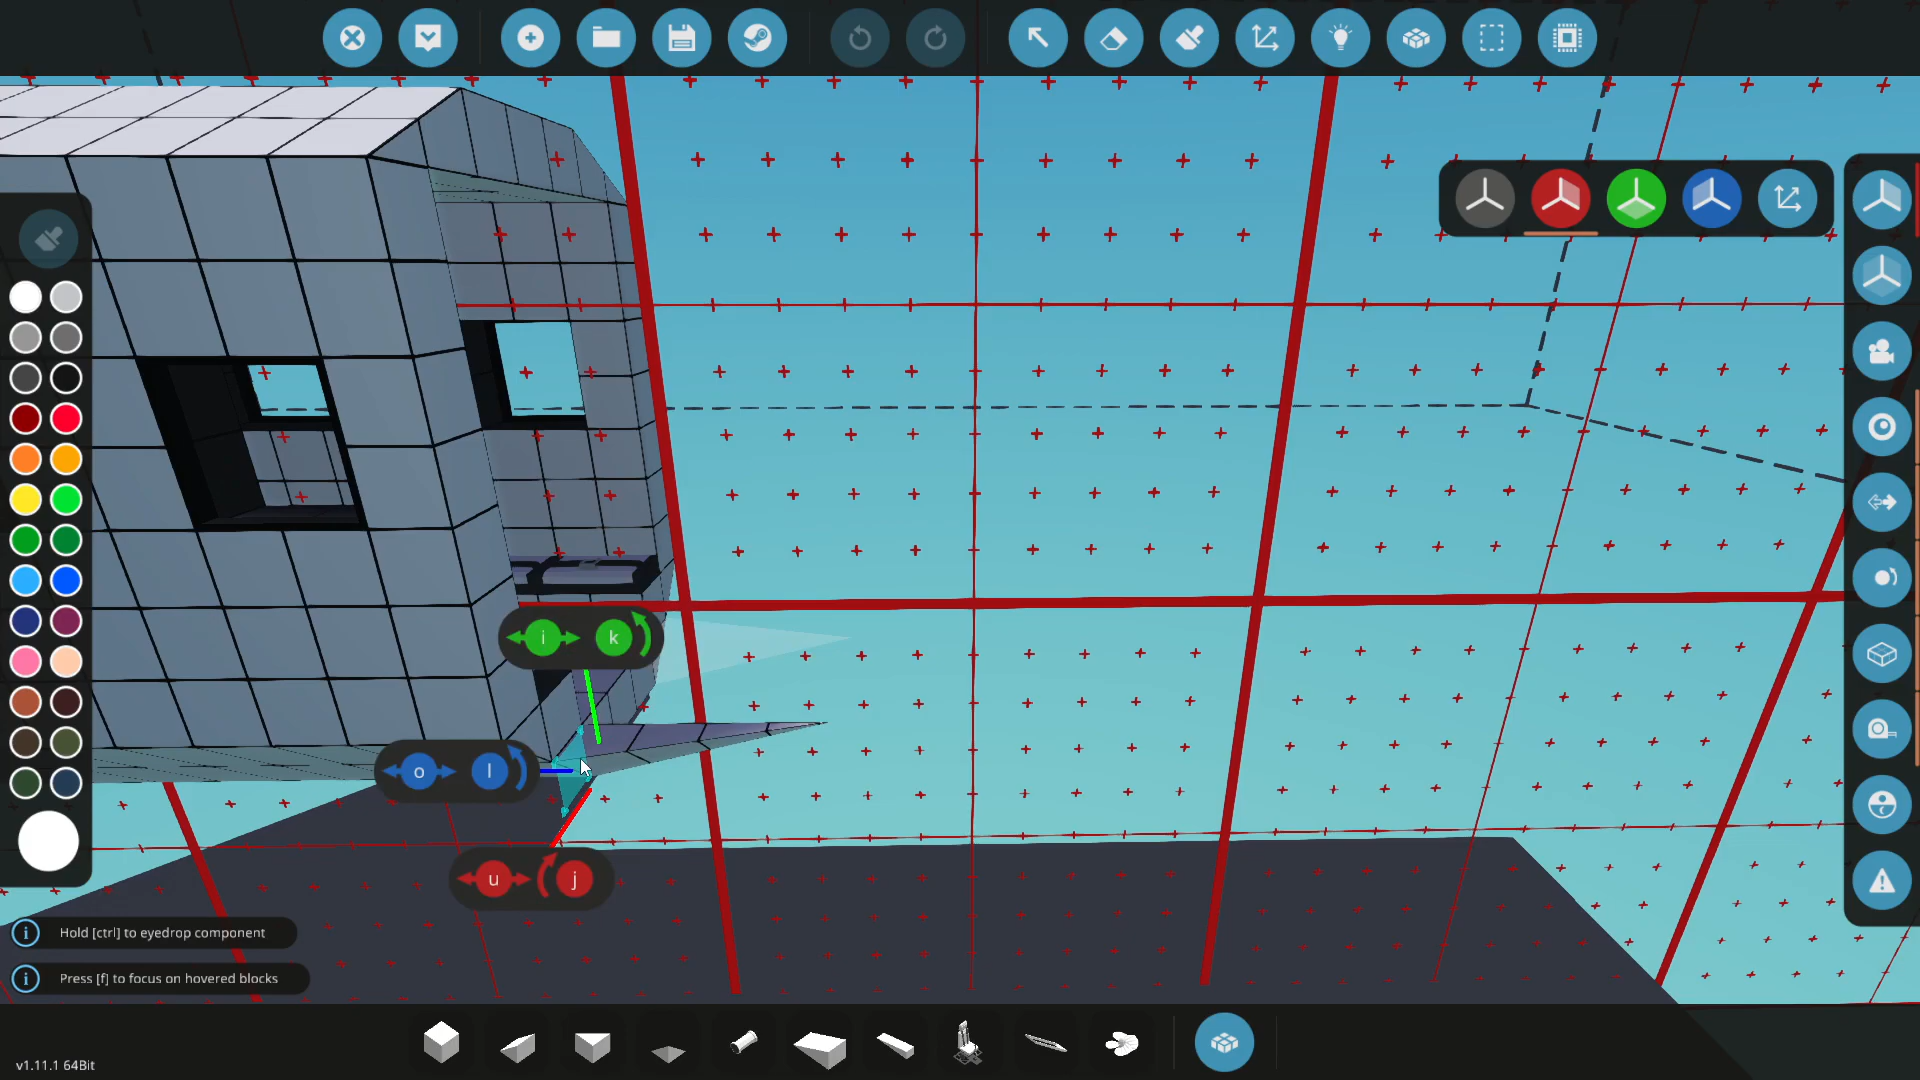 i k
o l
u j
Hold [ctrl] to eyedrop component
Press [f] to focus on hovered blocks
v1.11.1 64Bit